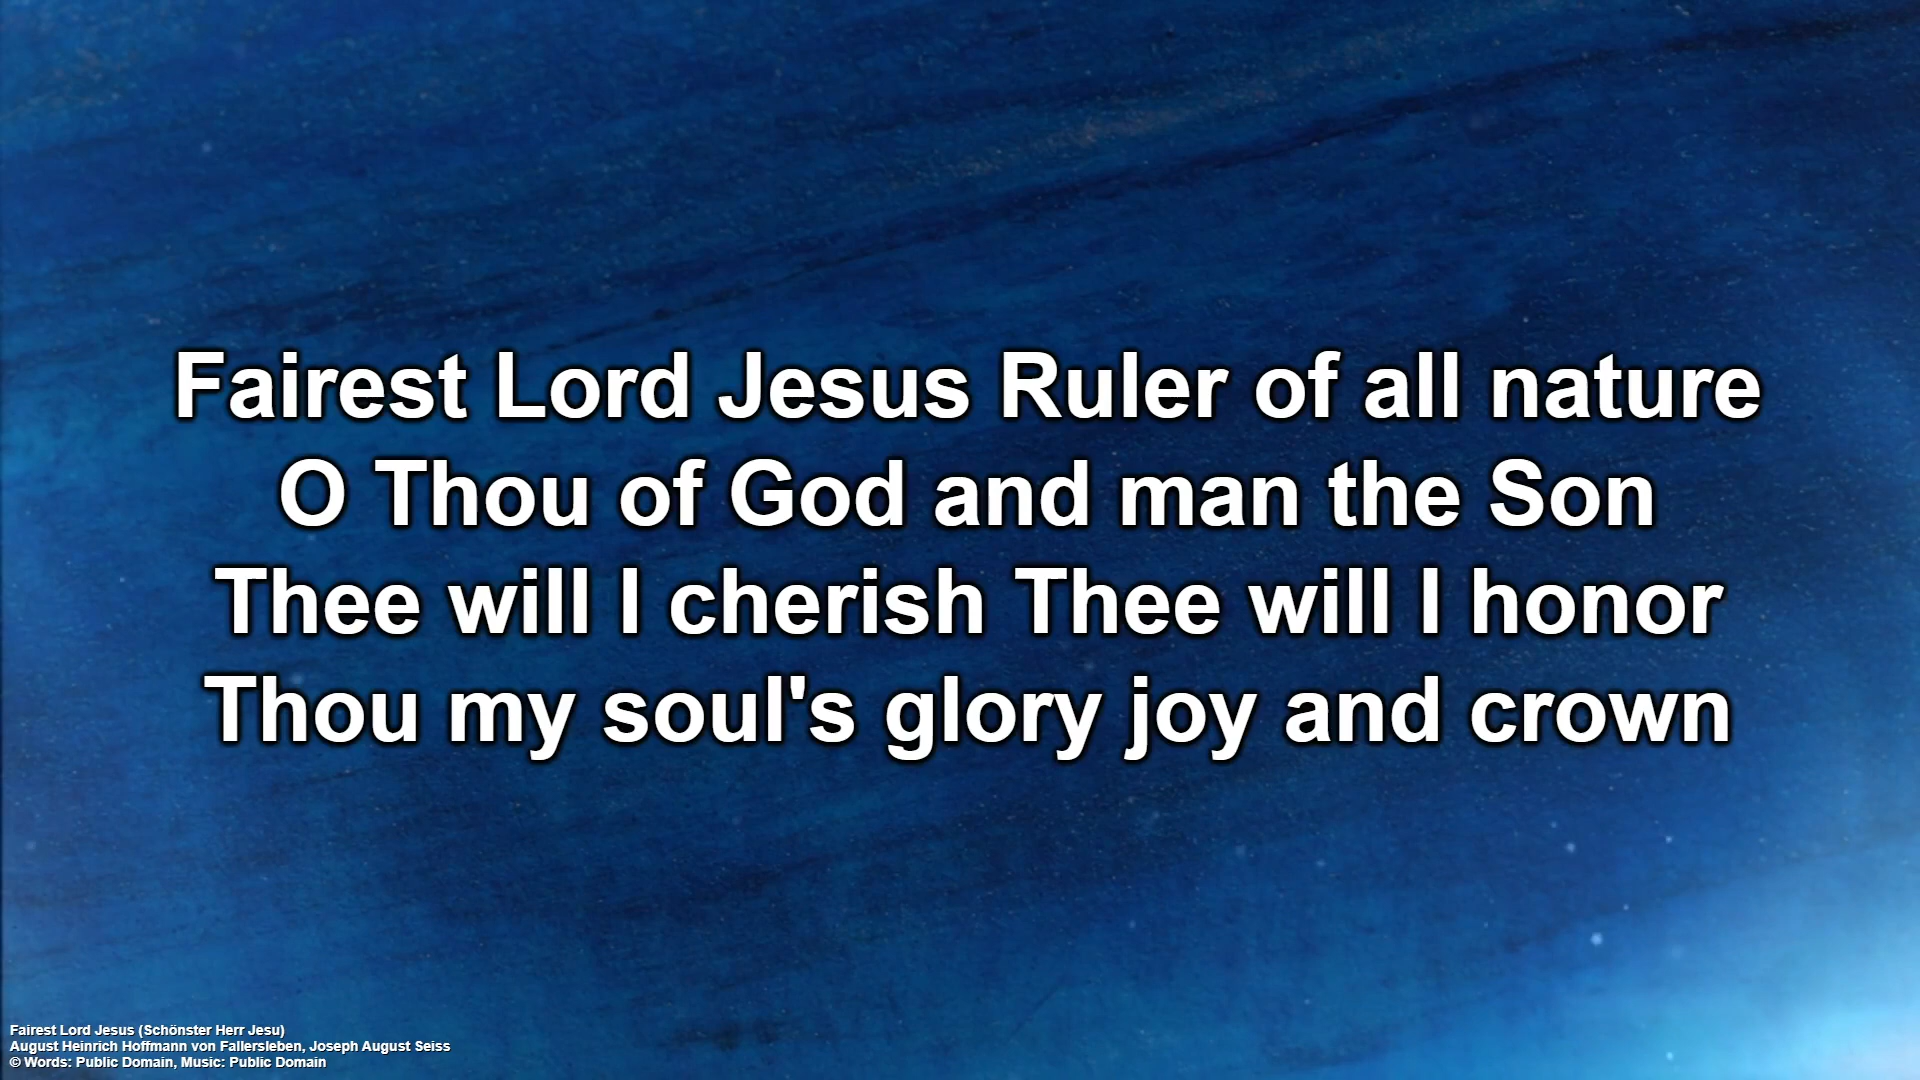 Fairest Lord Jesus Ruler of all nature
O Thou of God and man the Son
Thee will I cherish Thee will I honor
Thou my soul's glory joy and crown
Fairest Lord Jesus (Schönster Herr Jesu)
August Heinrich Hoffmann von Fallersleben, Joseph August Seiss
© Words: Public Domain, Music: Public Domain